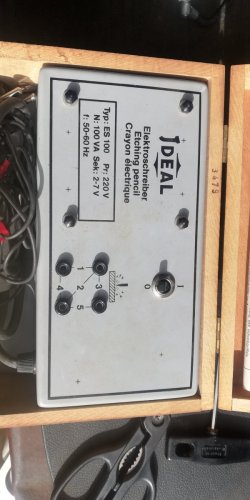 IDEAL
Elektroschreiber
Etching pencil
Crayon électrique
Typ: ES 100 Pr: 220 V
N: 100 VA Sek: 2-7 V
f: 50-60 Hz
I
0
1
3
2
4
5
3473